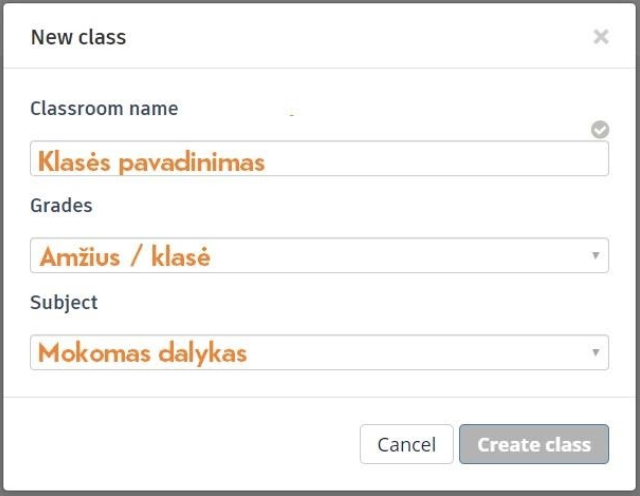 New class
Classroom name
Klasės pavadinimas
Grades
Amžius / klasė
Subject
Mokomas dalykas
Cancel Create class